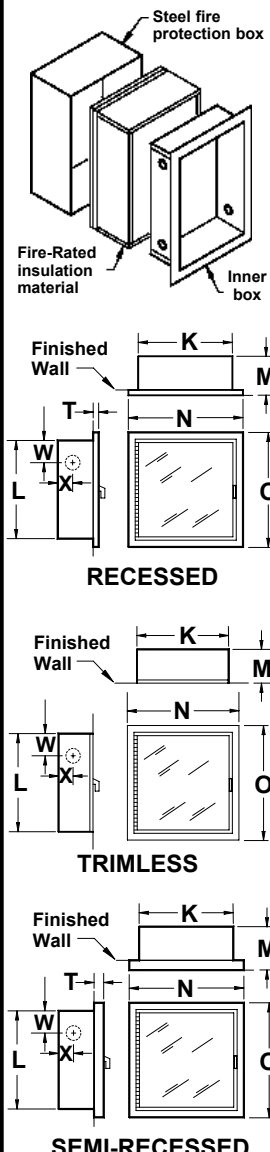 Steel fire
protection box
Fire-Rated
insulation
material
Inner
box
Finished
Wall
K
M
T
N
W
X
L
O
RECESSED
Finished
Wall
K
M
N
W
X
L
O
TRIMLESS
Finished
Wall
K
M
T
N
W
X
L
O
SEMI-RECESSED